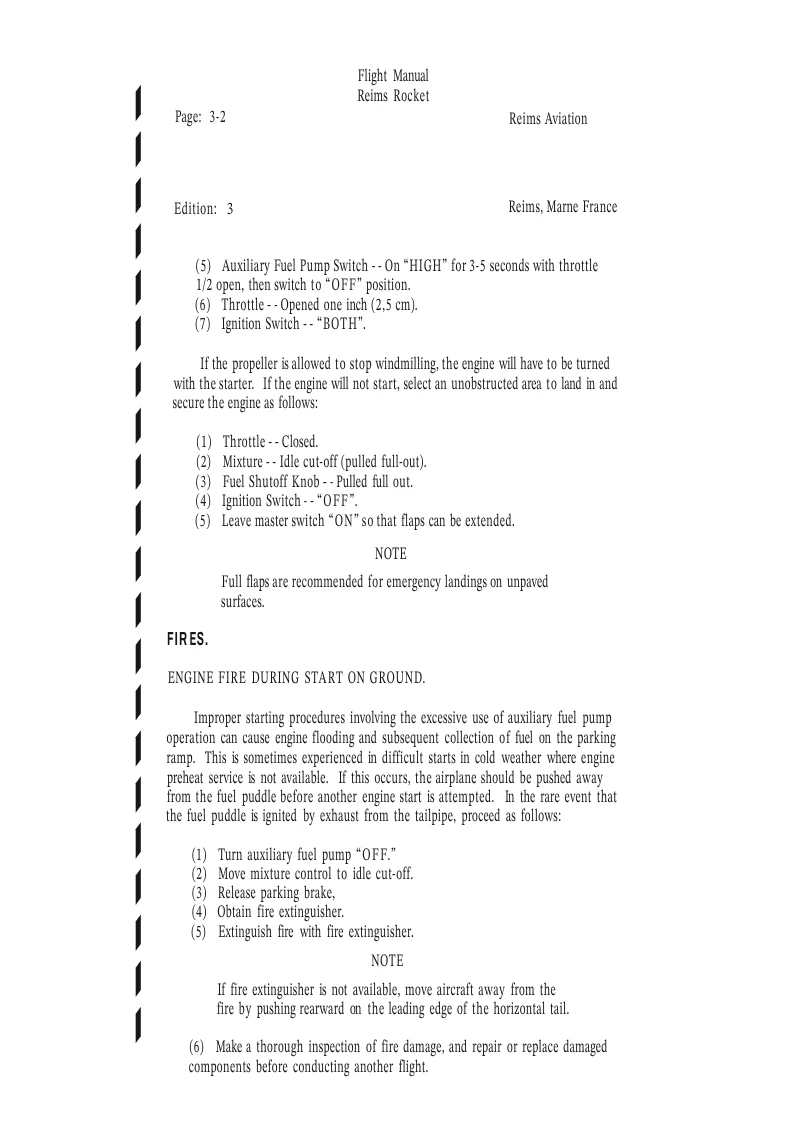 Flight Manual
Reims Rocket
Page: 3-2
Reims Aviation
Edition: 3
Reims, Marne France
(5) Auxiliary Fuel Pump Switch -- On “HIGH” for 3-5 seconds with throttle
1/2 open, then switch to “OFF” position.
(6) Throttle -- Opened one inch (2,5 cm).
(7) Ignition Switch -- “BOTH”.
If the propeller is allowed to stop windmilling, the engine will have to be turned
with the starter. If the engine will not start, select an unobstructed area to land in and
secure the engine as follows:
(1) Throttle -- Closed.
(2) Mixture -- Idle cut-off (pulled full-out).
(3) Fuel Shutoff Knob -- Pulled full out.
(4) Ignition Switch -- “OFF”.
(5) Leave master switch “ON” so that flaps can be extended.
NOTE
Full flaps are recommended for emergency landings on unpaved
surfaces.
FIRES.
ENGINE FIRE DURING START ON GROUND.
Improper starting procedures involving the excessive use of auxiliary fuel pump
operation can cause engine flooding and subsequent collection of fuel on the parking
ramp. This is sometimes experienced in difficult starts in cold weather where engine
preheat service is not available. If this occurs, the airplane should be pushed away
from the fuel puddle before another engine start is attempted. In the rare event that
the fuel puddle is ignited by exhaust from the tailpipe, proceed as follows:
(1) Turn auxiliary fuel pump “OFF.”
(2) Move mixture control to idle cut-off.
(3) Release parking brake,
(4) Obtain fire extinguisher.
(5) Extinguish fire with fire extinguisher.
NOTE
If fire extinguisher is not available, move aircraft away from the
fire by pushing rearward on the leading edge of the horizontal tail.
(6) Make a thorough inspection of fire damage, and repair or replace damaged
components before conducting another flight.